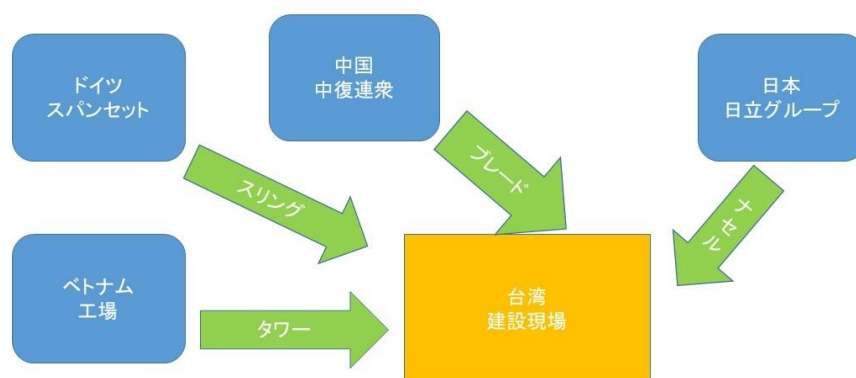 ドイツ
スパンセット
中国
中復連衆
日本
日立グループ
スリング
ブレード
ナセル
ベトナム
工場
タワー
台湾
建設現場